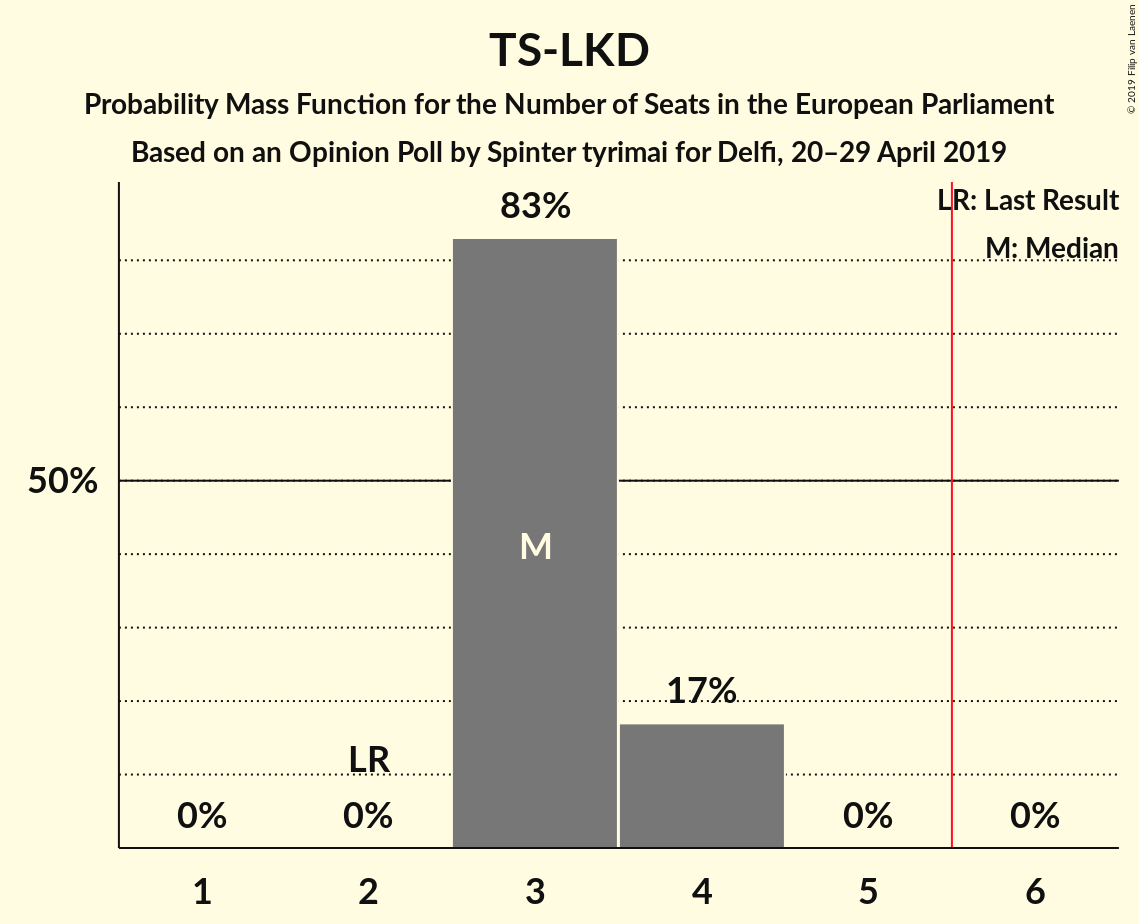 TS-LKD
Probability Mass Function for the Number of Seats in the European Parliament
Based on an Opinion Poll by Spinter tyrimai for Delfi, 20–29 April 2019
© 2019 Filip van Laenen
LR: Last Result
M: Median
83%
50%
M
17%
LR
0% 0% 0% 0%
1 2 3 4 5 6